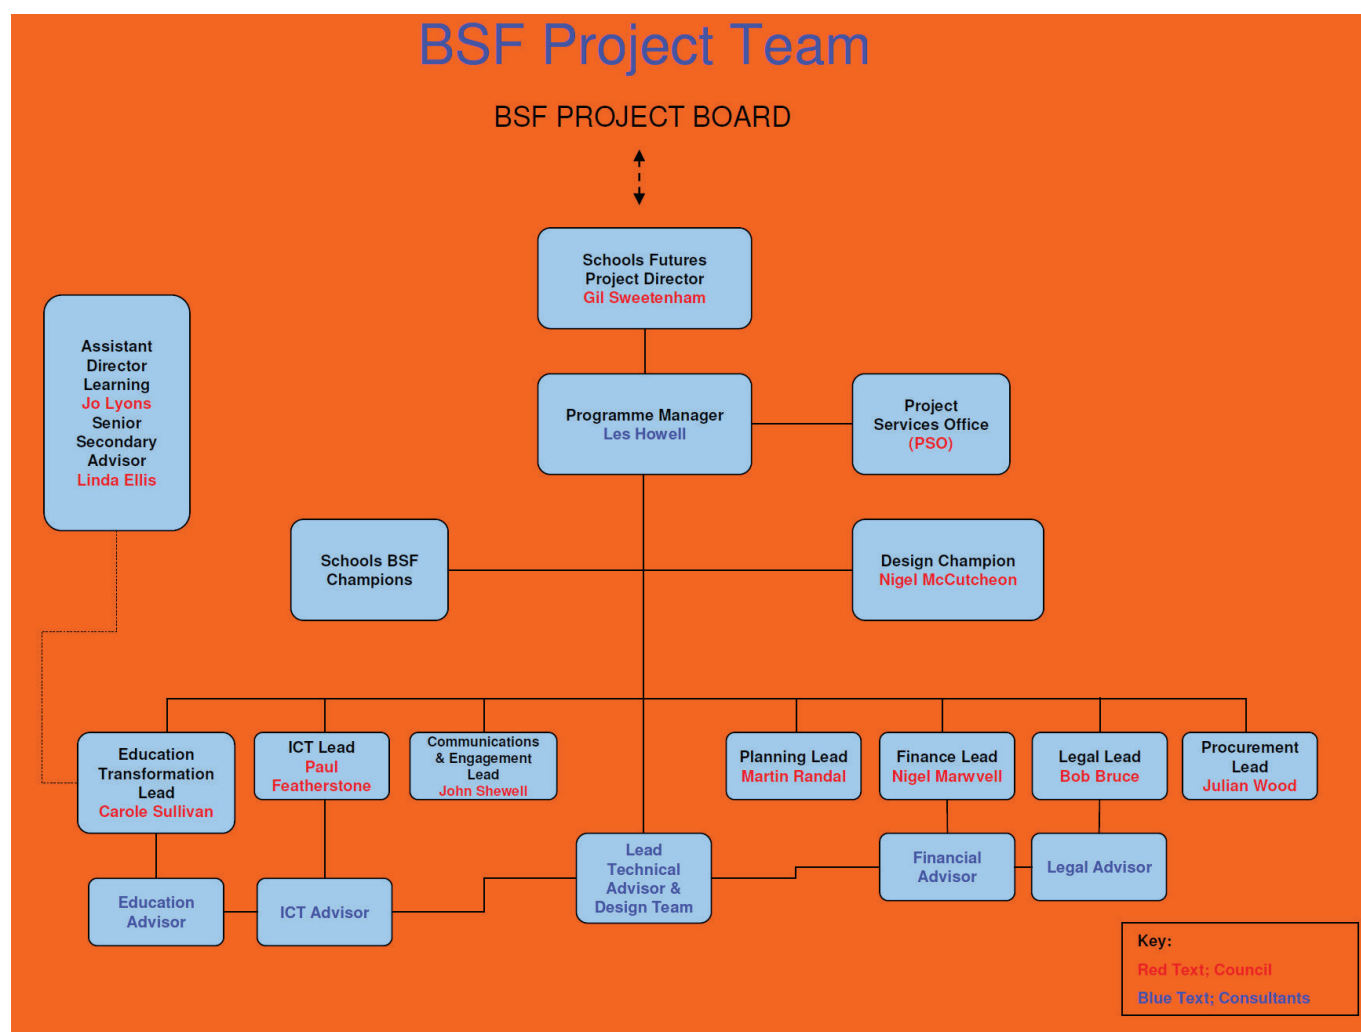 BSF Project Team
BSF PROJECT BOARD
Schools Futures
Project Director
Gil Sweetenham
Assistant
Director
Learning
Jo Lyons
Senior
Secondary
Advisor
Linda Ellis
Programme Manager
Les Howell
Project
Services Office
(PSO)
Schools BSF
Champions
Design Champion
Nigel McCutcheon
Education
Transformation
Lead
Carole Sullivan
ICT Lead
Paul
Featherstone
Communications
& Engagement
Lead
John Shewell
Planning Lead
Martin Randal
Finance Lead
Nigel Marwvell
Legal Lead
Bob Bruce
Procurement
Lead
Julian Wood
Education
Advisor
ICT Advisor
Lead
Technical
Advisor &
Design Team
Financial
Advisor
Legal Advisor
Key:
Red Text; Council
Blue Text; Consultants